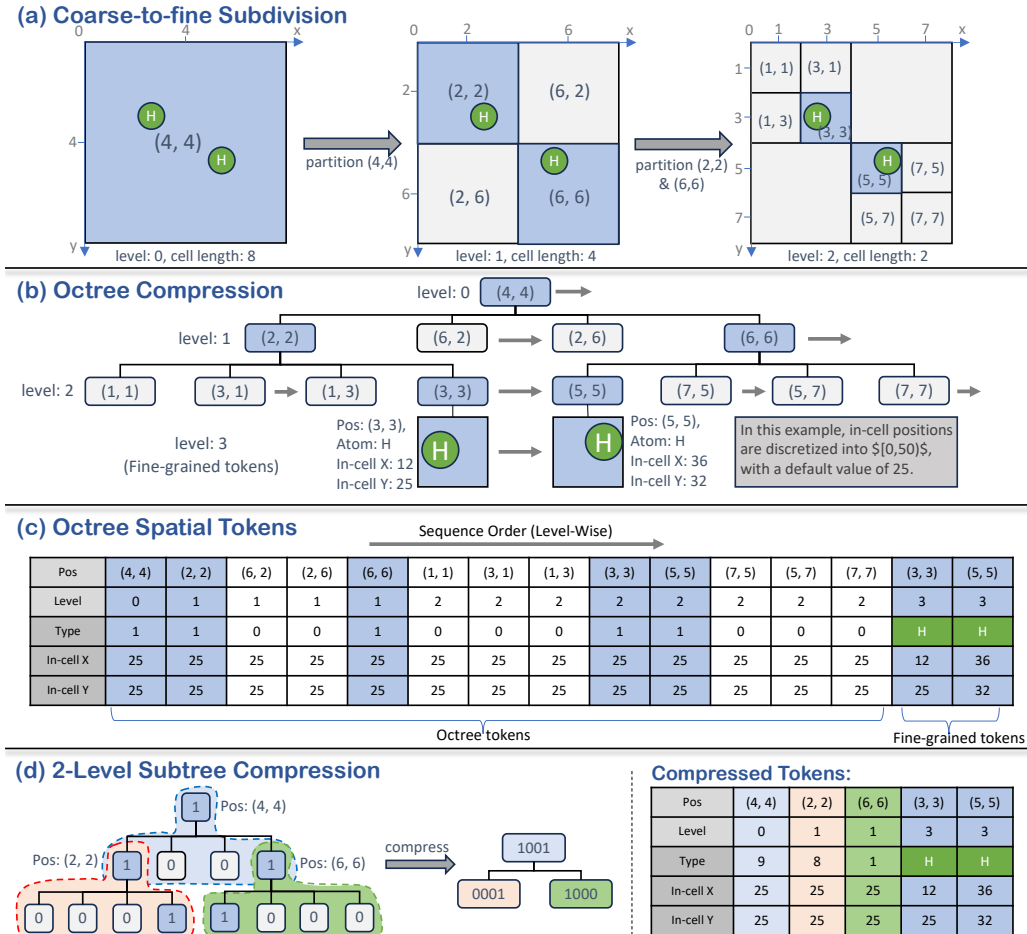 (a) Coarse-to-fine Subdivision
0 4 x
4
y
H
(4, 4)
H
level: 0, cell length: 8
partition (4,4)
0 2 6 x
2
6
y
(2, 2) (6, 2)
H
H
(2, 6) (6, 6)
level: 1, cell length: 4
partition (2,2)
& (6,6)
0 1 3 5 7 x
1
3
5
7
y
(1, 1) (3, 1)
(1, 3) H (3, 3)
H (5, 5) (7, 5)
(5, 7) (7, 7)
level: 2, cell length: 2
(b) Octree Compression
level: 0 (4, 4)
level: 1 (2, 2) (6, 2) (2, 6) (6, 6)
level: 2 (1, 1) (3, 1) (1, 3) (3, 3) (5, 5) (7, 5) (5, 7) (7, 7)
level: 3
(Fine-grained tokens)
Pos: (3, 3),
Atom: H
In-cell X: 12
In-cell Y: 25
H
H
Pos: (5, 5),
Atom: H
In-cell X: 36
In-cell Y: 32
In this example, in-cell positions
are discretized into $[0,50)$,
with a default value of 25.
(c) Octree Spatial Tokens
Sequence Order (Level-Wise)
Pos (4, 4) (2, 2) (6, 2) (2, 6) (6, 6) (1, 1) (3, 1) (1, 3) (3, 3) (5, 5) (7, 5) (5, 7) (7, 7) (3, 3) (5, 5)
Level 0 1 1 1 1 2 2 2 2 2 2 2 2 3 3
Type 1 1 0 0 1 0 0 0 1 1 0 0 0 H H
In-cell X 25 25 25 25 25 25 25 25 25 25 25 25 25 12 36
In-cell Y 25 25 25 25 25 25 25 25 25 25 25 25 25 25 32
Octree tokens
Fine-grained tokens
(d) 2-Level Subtree Compression
1 Pos: (4, 4)
Pos: (2, 2) 1 0 0 1 Pos: (6, 6)
0 0 0 1 1 0 0 0
compress
1001
0001 1000
Compressed Tokens:
Pos (4, 4) (2, 2) (6, 6) (3, 3) (5, 5)
Level 0 1 1 3 3
Type 9 8 1 H H
In-cell X 25 25 25 12 36
In-cell Y 25 25 25 25 32